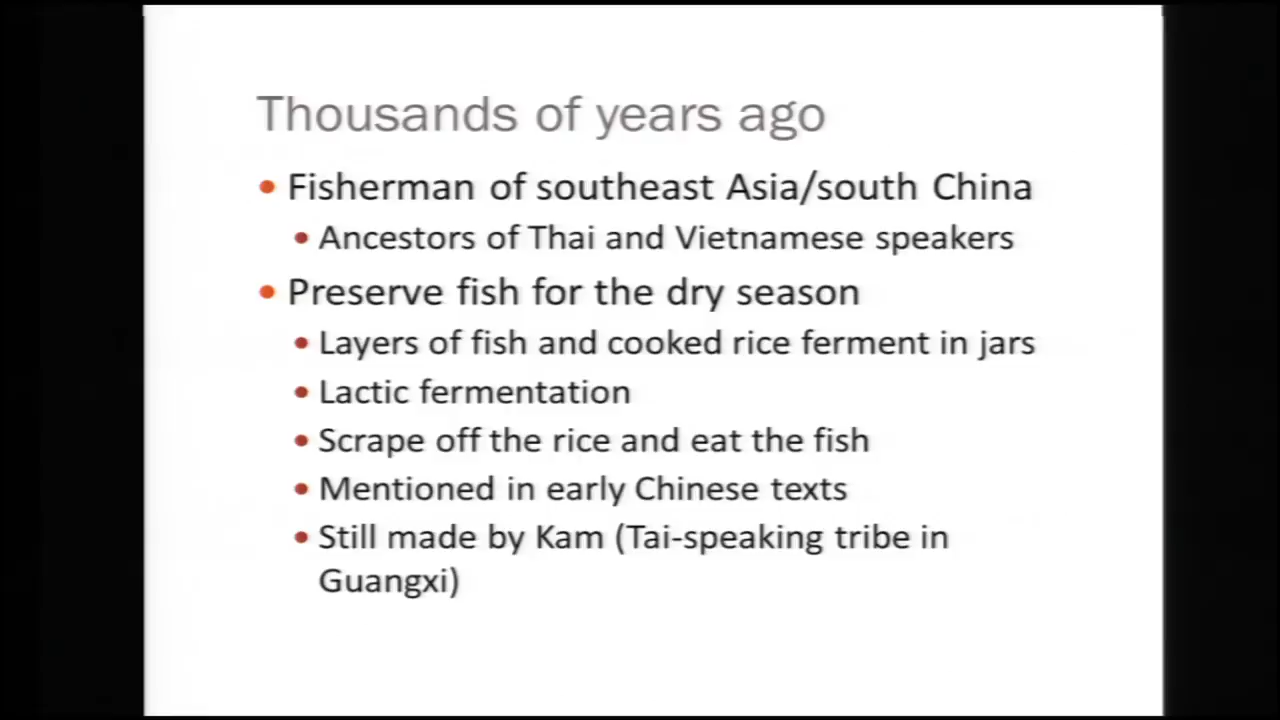 Thousands of years ago
• Fisherman of southeast Asia/south China
• Ancestors of Thai and Vietnamese speakers
• Preserve fish for the dry season
• Layers of fish and cooked rice ferment in jars
• Lactic fermentation
• Scrape off the rice and eat the fish
• Mentioned in early Chinese texts
• Still made by Kam (Tai-speaking tribe in
Guangxi)